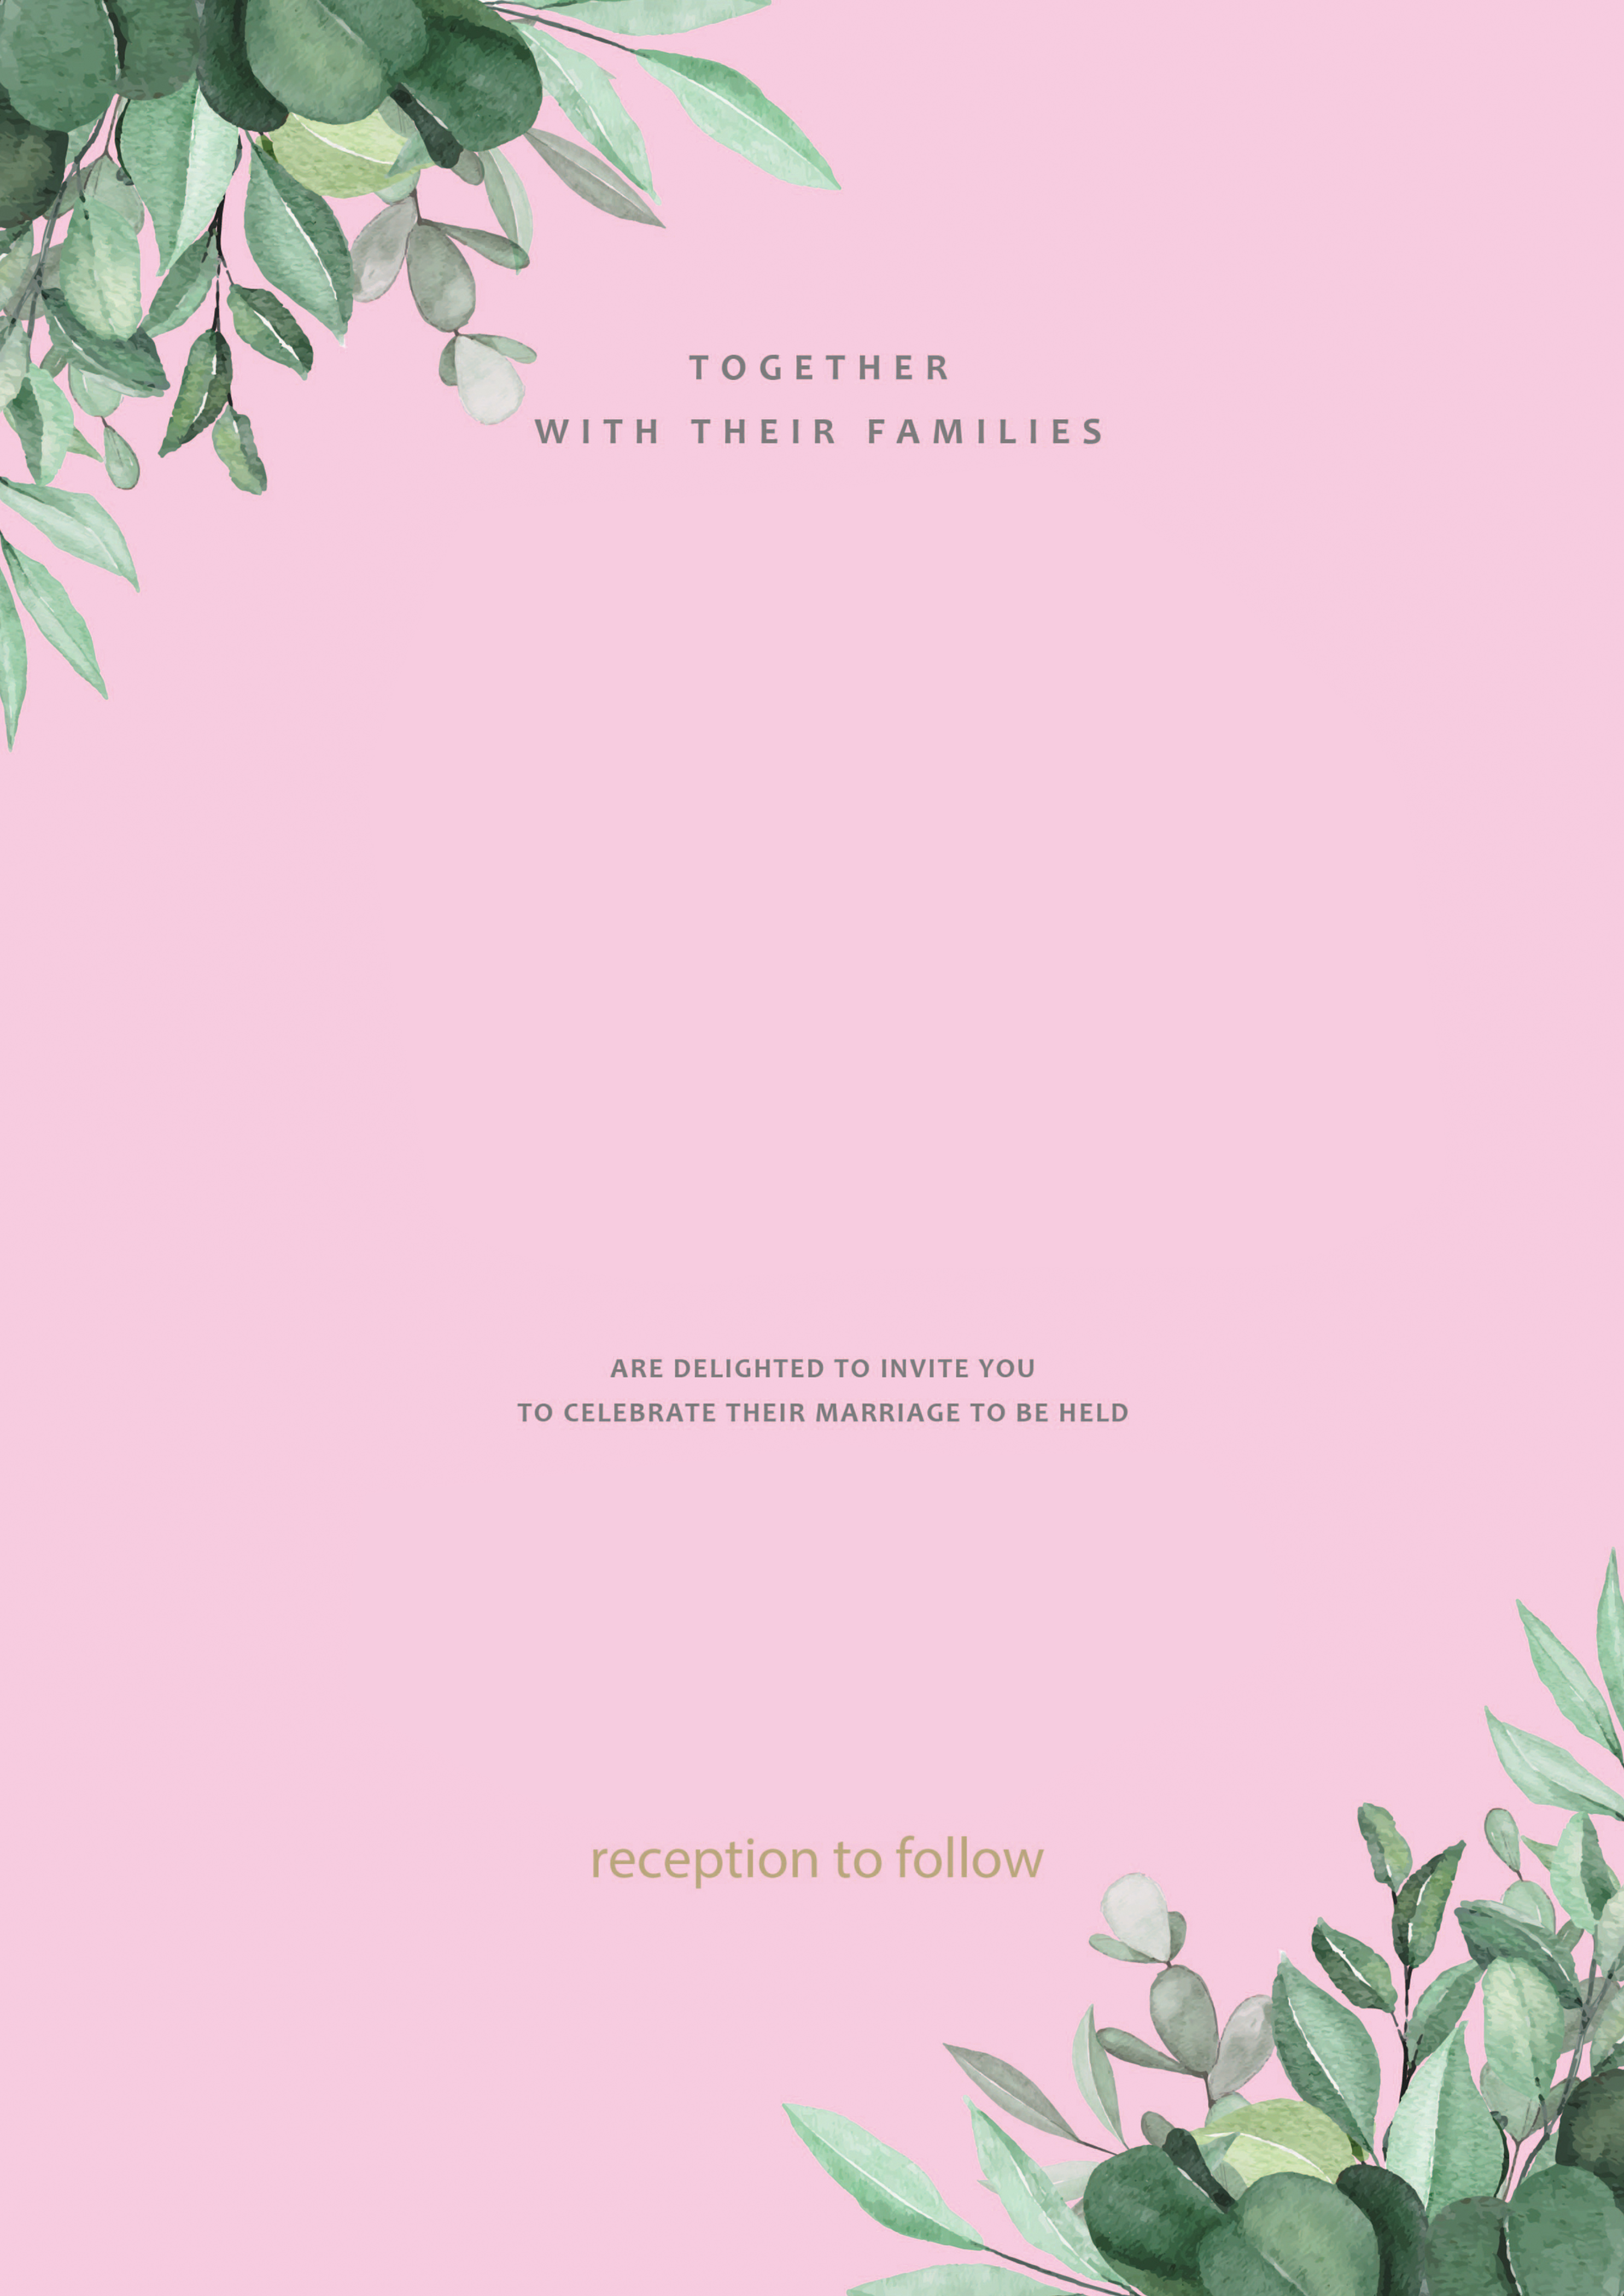 TOGETHER
WITH THEIR FAMILIES
ARE DELIGHTED TO INVITE YOU
TO CELEBRATE THEIR MARRIAGE TO BE HELD
reception to follow